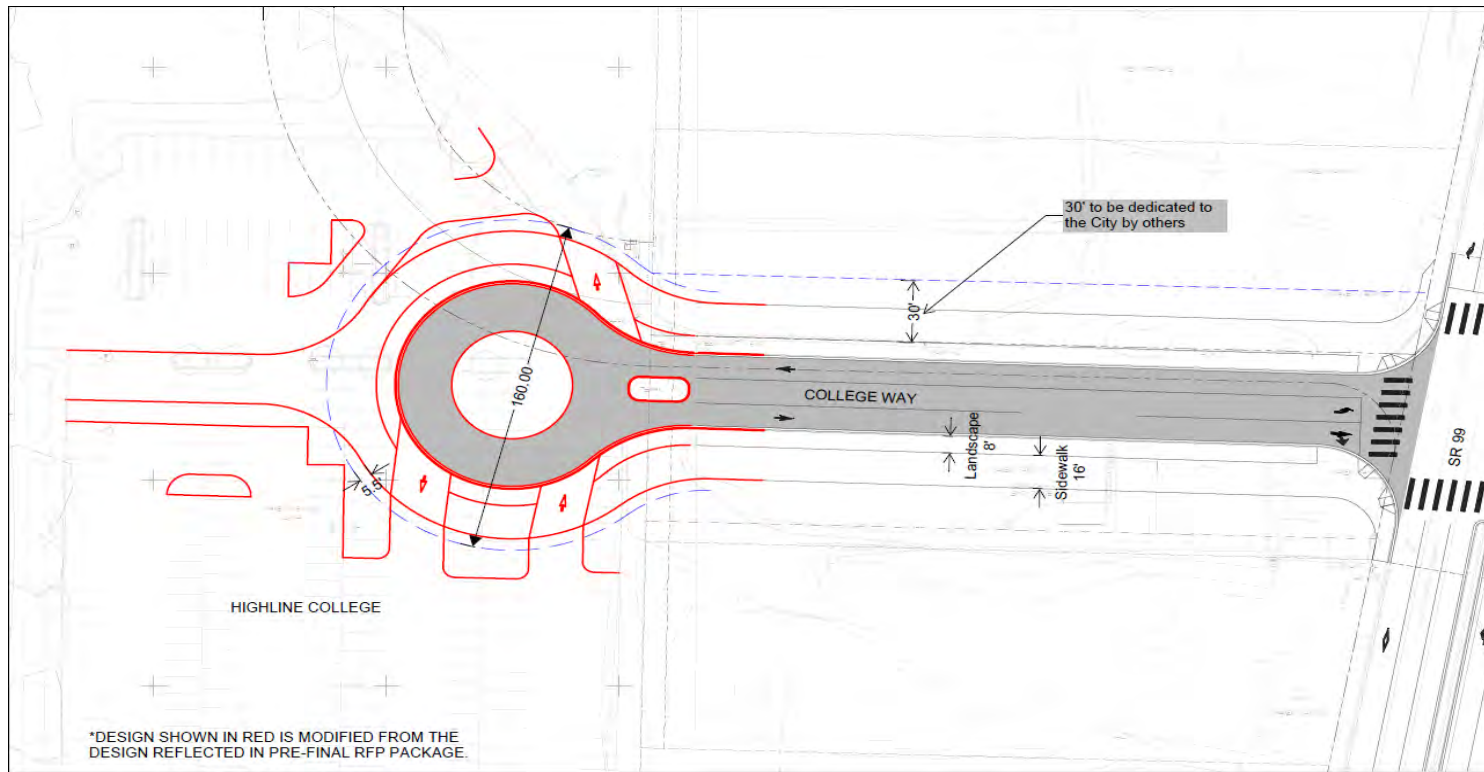 30' to be dedicated to
the City by others
30'
160.00
COLLEGE WAY
Landscape
8'
Sidewalk
16'
SR 99
5.5'
HIGHLINE COLLEGE
*DESIGN SHOWN IN RED IS MODIFIED FROM THE
DESIGN REFLECTED IN PRE-FINAL RFP PACKAGE.